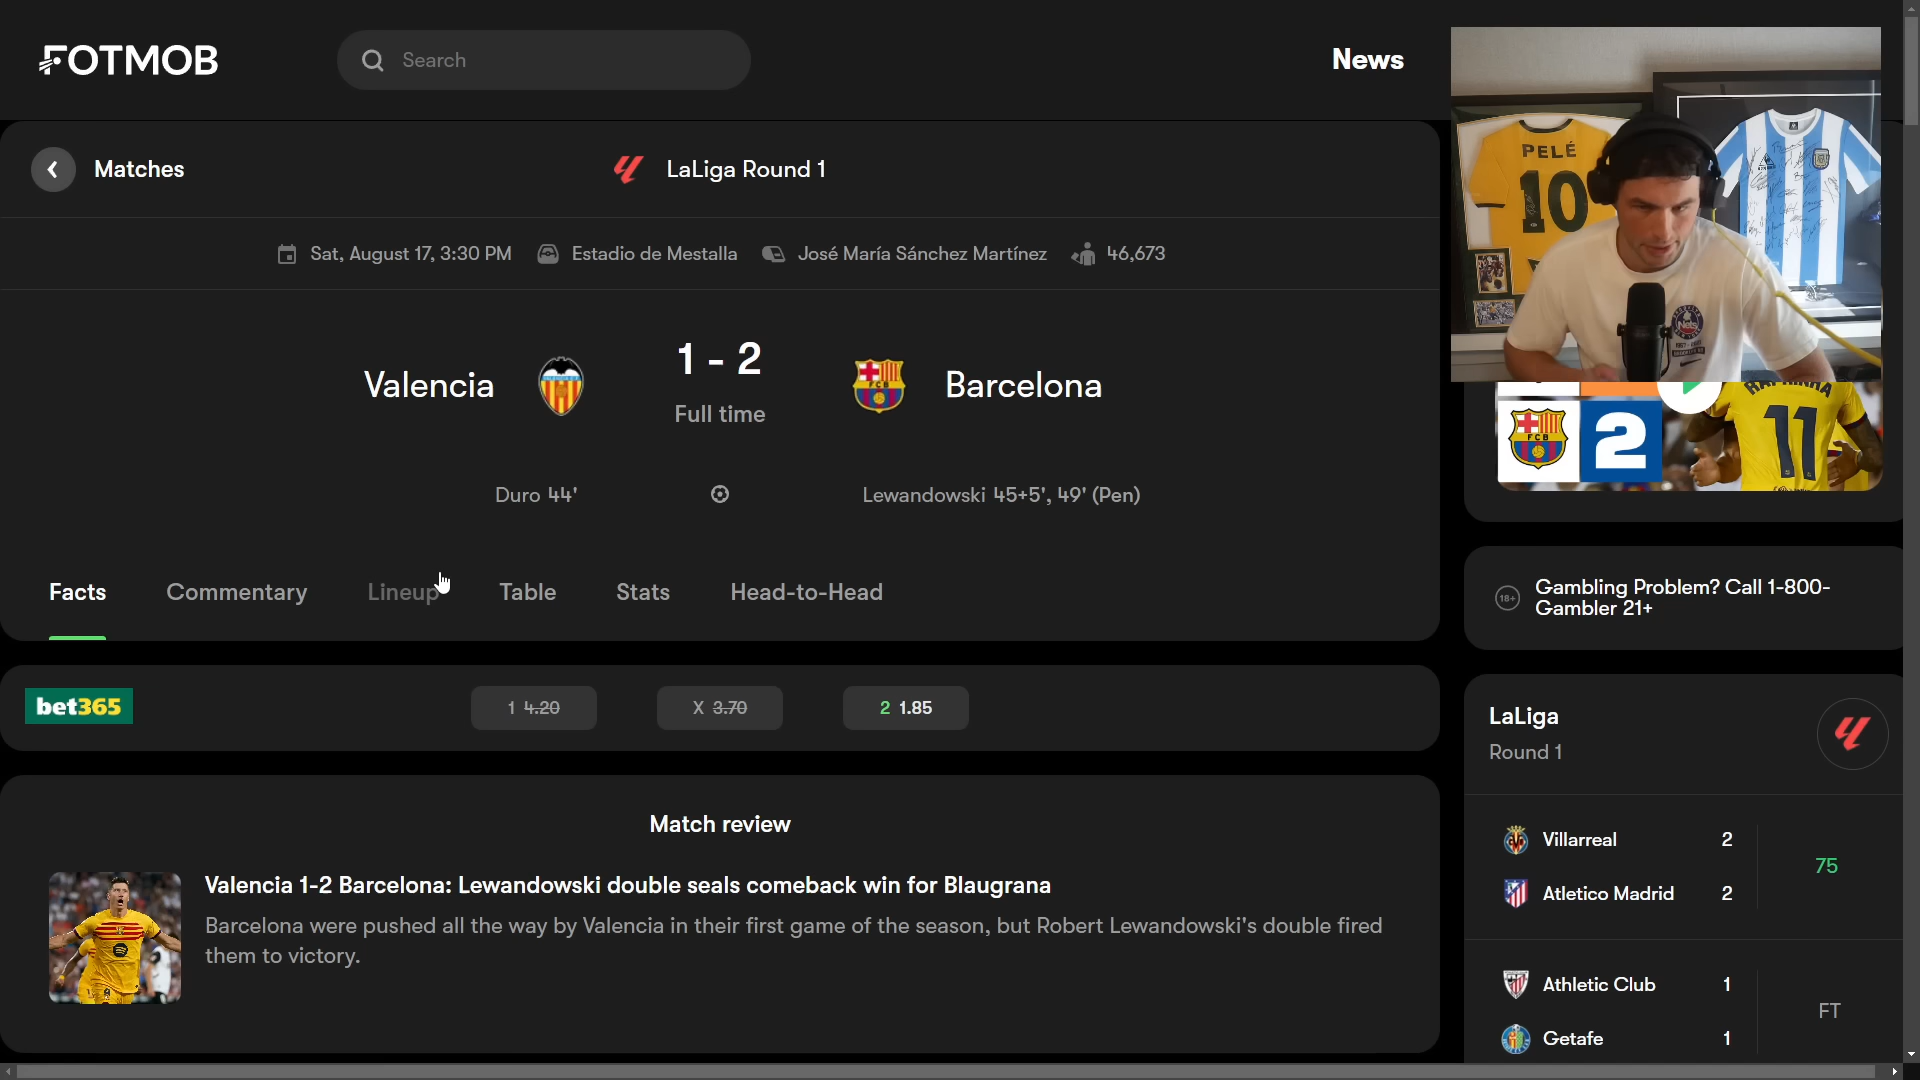 FOTMOB
Search
News
Matches
LaLiga Round 1
Sat, August 17, 3:30 PM
Estadio de Mestalla
José María Sánchez Martínez
46,673
Valencia
1 - 2
Full time
Barcelona
Duro 44'
Lewandowski 45+5', 49' (Pen)
Facts
Commentary
Lineup
Table
Stats
Head-to-Head
bet365
1 4.20
X 3.70
2 1.85
Match review
Valencia 1-2 Barcelona: Lewandowski double seals comeback win for Blaugrana
Barcelona were pushed all the way by Valencia in their first game of the season, but Robert Lewandowski's double fired
them to victory.
PELÉ
10
Nets
FCB
2
RAPHINHA
11
18+
Gambling Problem? Call 1-800-
Gambler 21+
LaLiga
Round 1
Villarreal 2
75
Atletico Madrid 2
Athletic Club 1
FT
Getafe 1